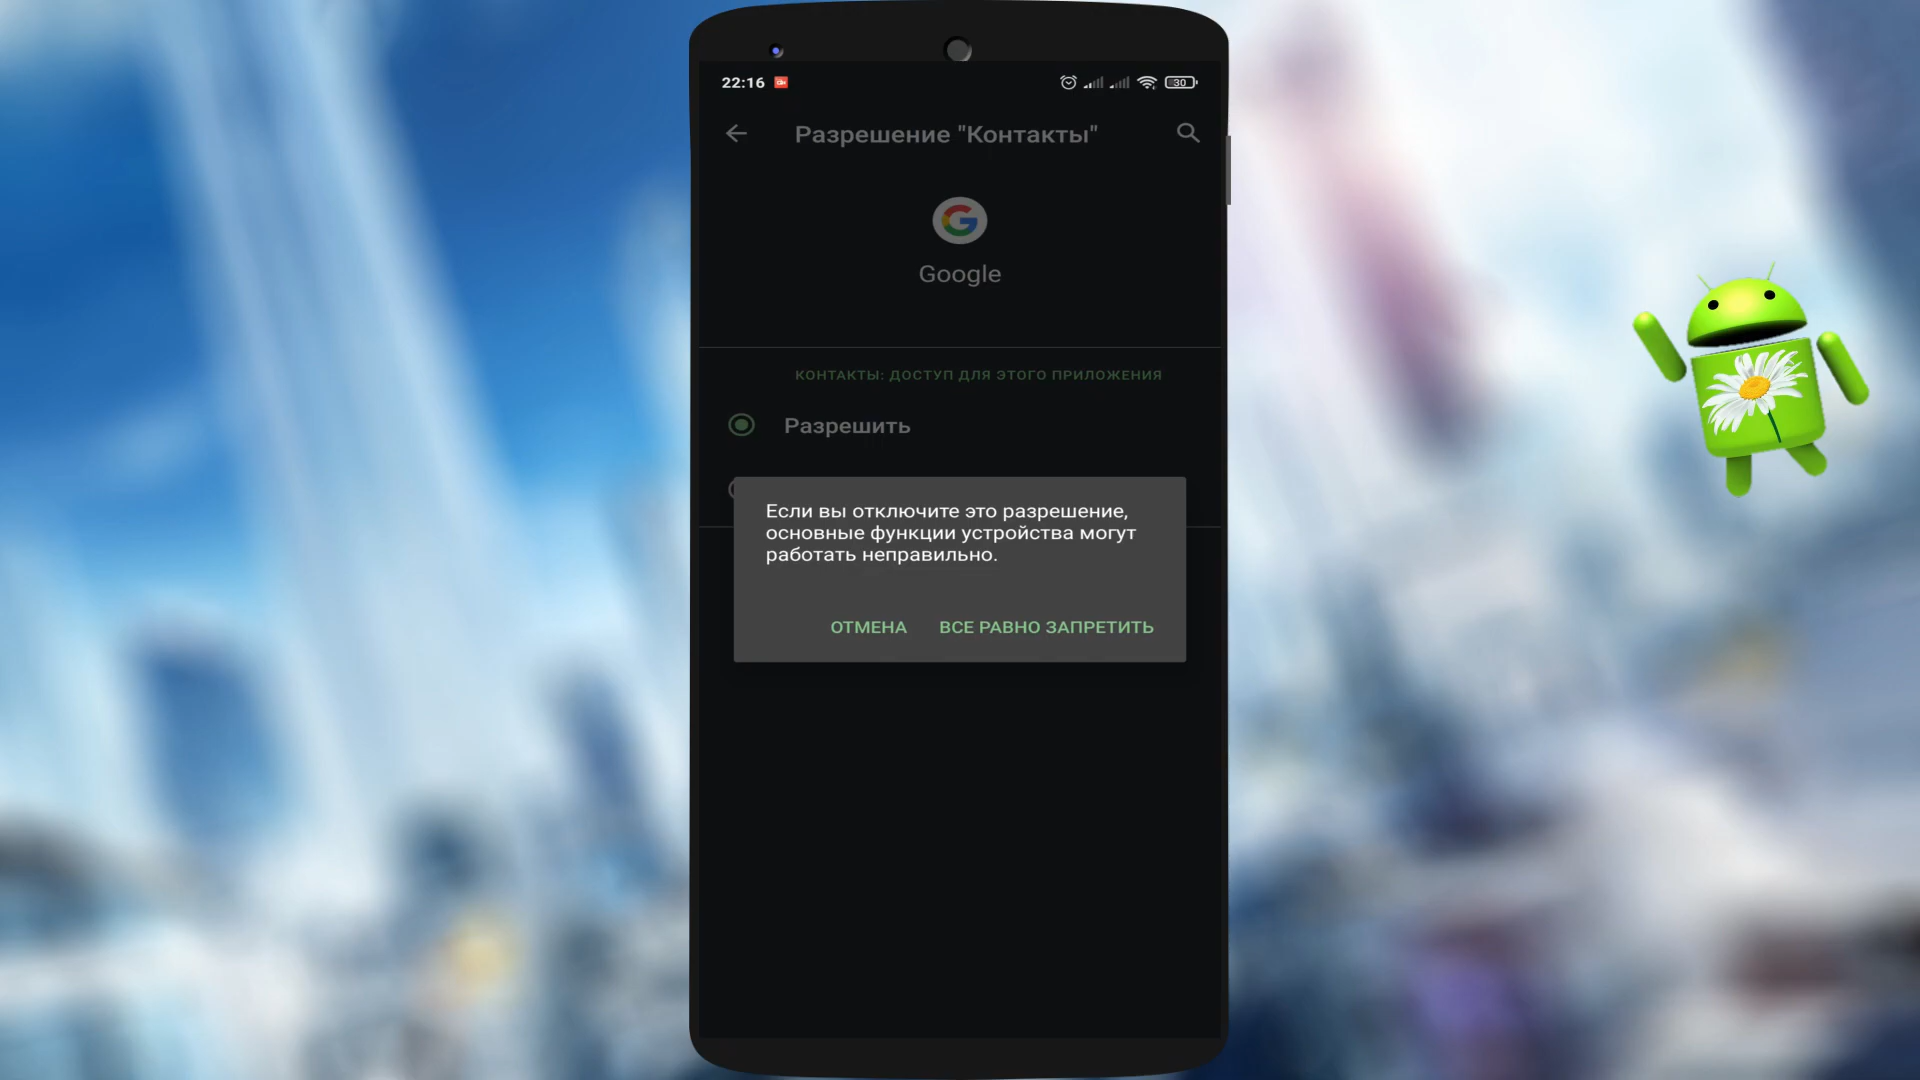 22:16
30
Разрешение "Контакты"
Google
КОНТАКТЫ: ДОСТУП ДЛЯ ЭТОГО ПРИЛОЖЕНИЯ
Разрешить
Если вы отключите это разрешение,
основные функции устройства могут
работать неправильно.
ОТМЕНА ВСЕ РАВНО ЗАПРЕТИТЬ